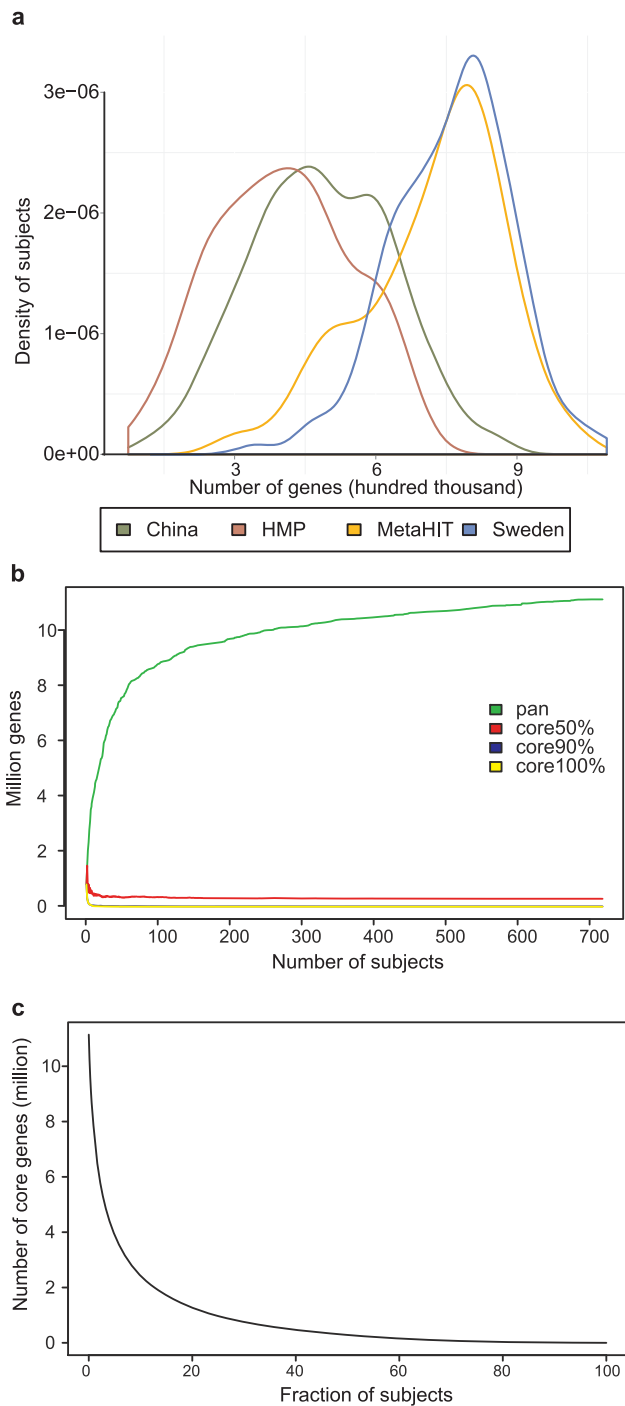 a
Density of subjects
3e−06
2e−06
1e−06
0e+00
3 6 9
Number of genes (hundred thousand)
China HMP MetaHIT Sweden
b
Million genes
10
8
6
4
2
0
pan
core50%
core90%
core100%
0 100 200 300 400 500 600 700
Number of subjects
c
Number of core genes (million)
10
8
6
4
2
0
0 20 40 60 80 100
Fraction of subjects